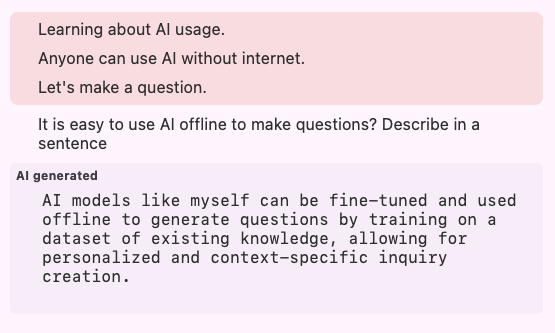 Learning about AI usage.
Anyone can use AI without internet.
Let's make a question.
It is easy to use AI offline to make questions? Describe in a
sentence
AI generated
AI models like myself can be fine-tuned and used
offline to generate questions by training on a
dataset of existing knowledge, allowing for
personalized and context-specific inquiry
creation.